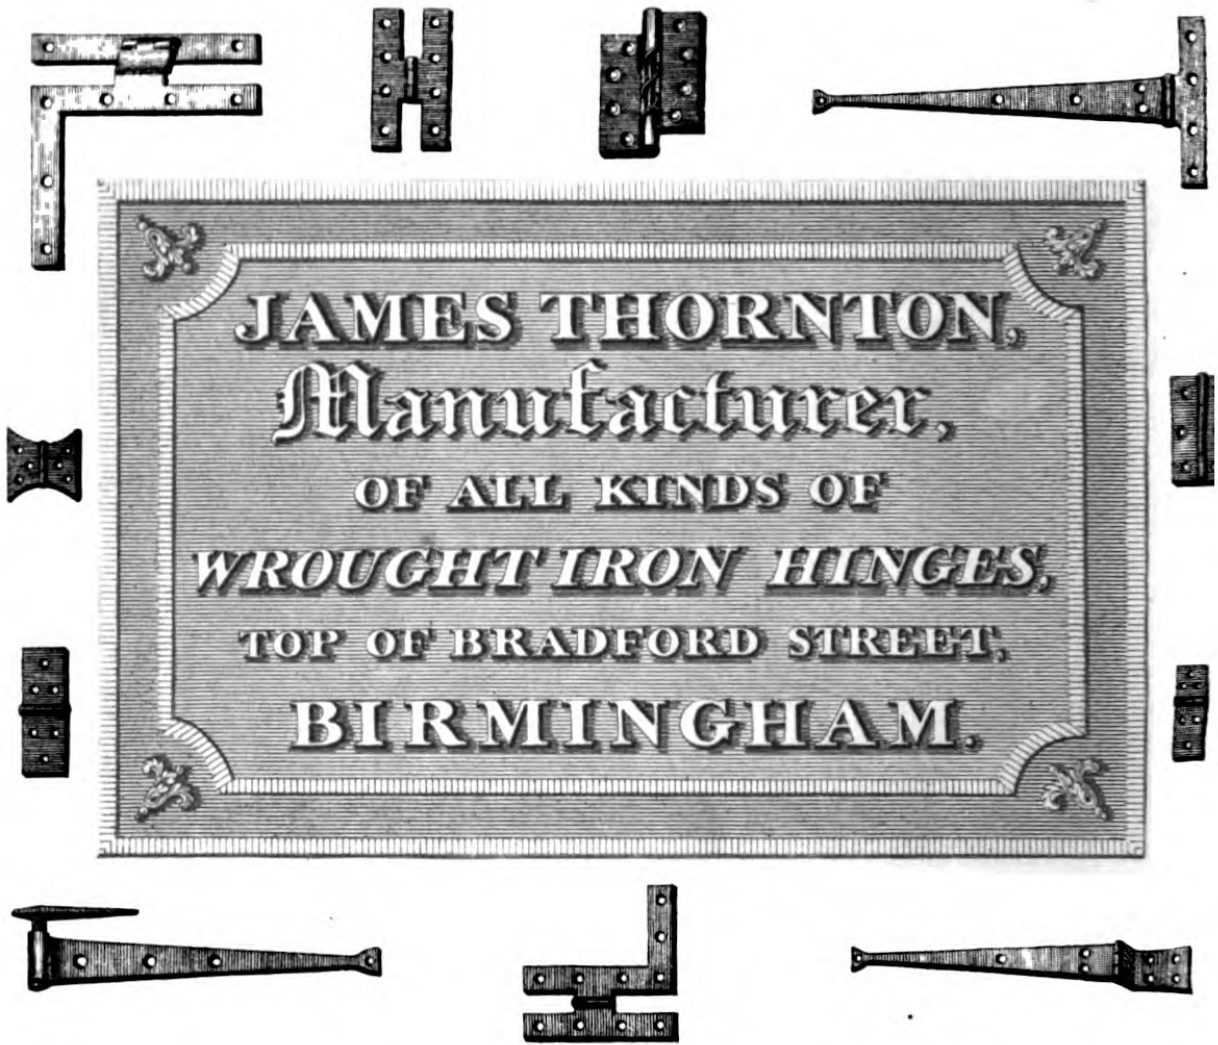 JAMES THORNTON,
Manufacturer,
OF ALL KINDS OF
WROUGHT IRON HINGES,
TOP OF BRADFORD STREET,
BIRMINGHAM.